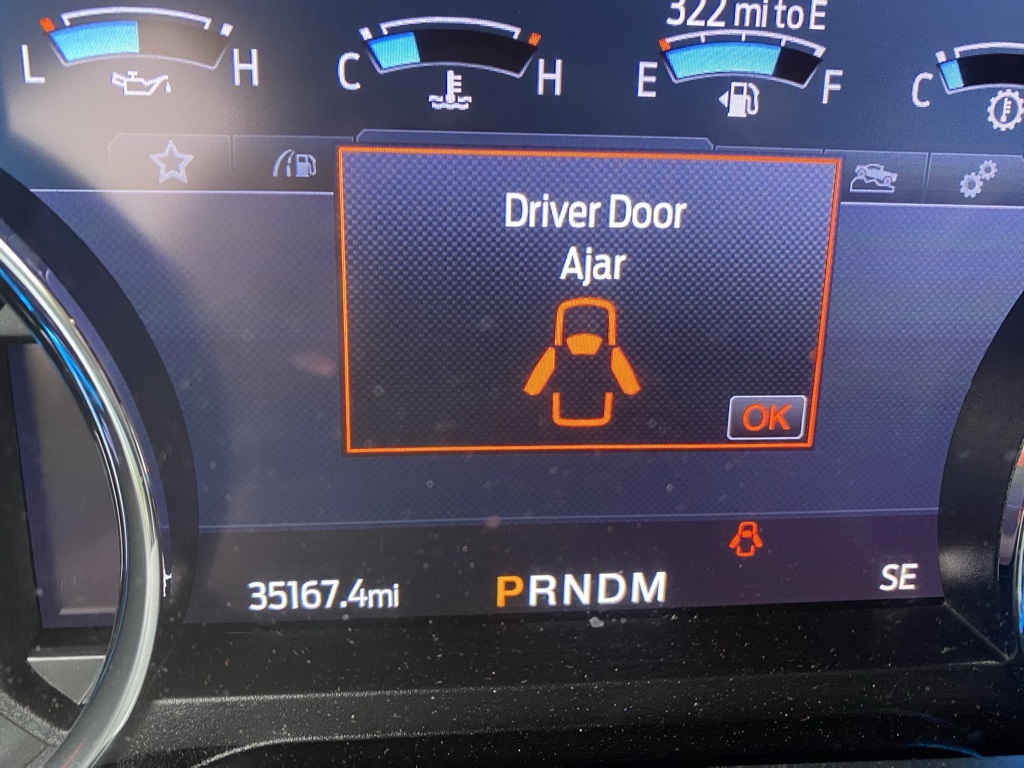 322 mi to E
L H
C H
E F
C
Driver Door
Ajar
OK
35167.4mi
PRNDM
SE